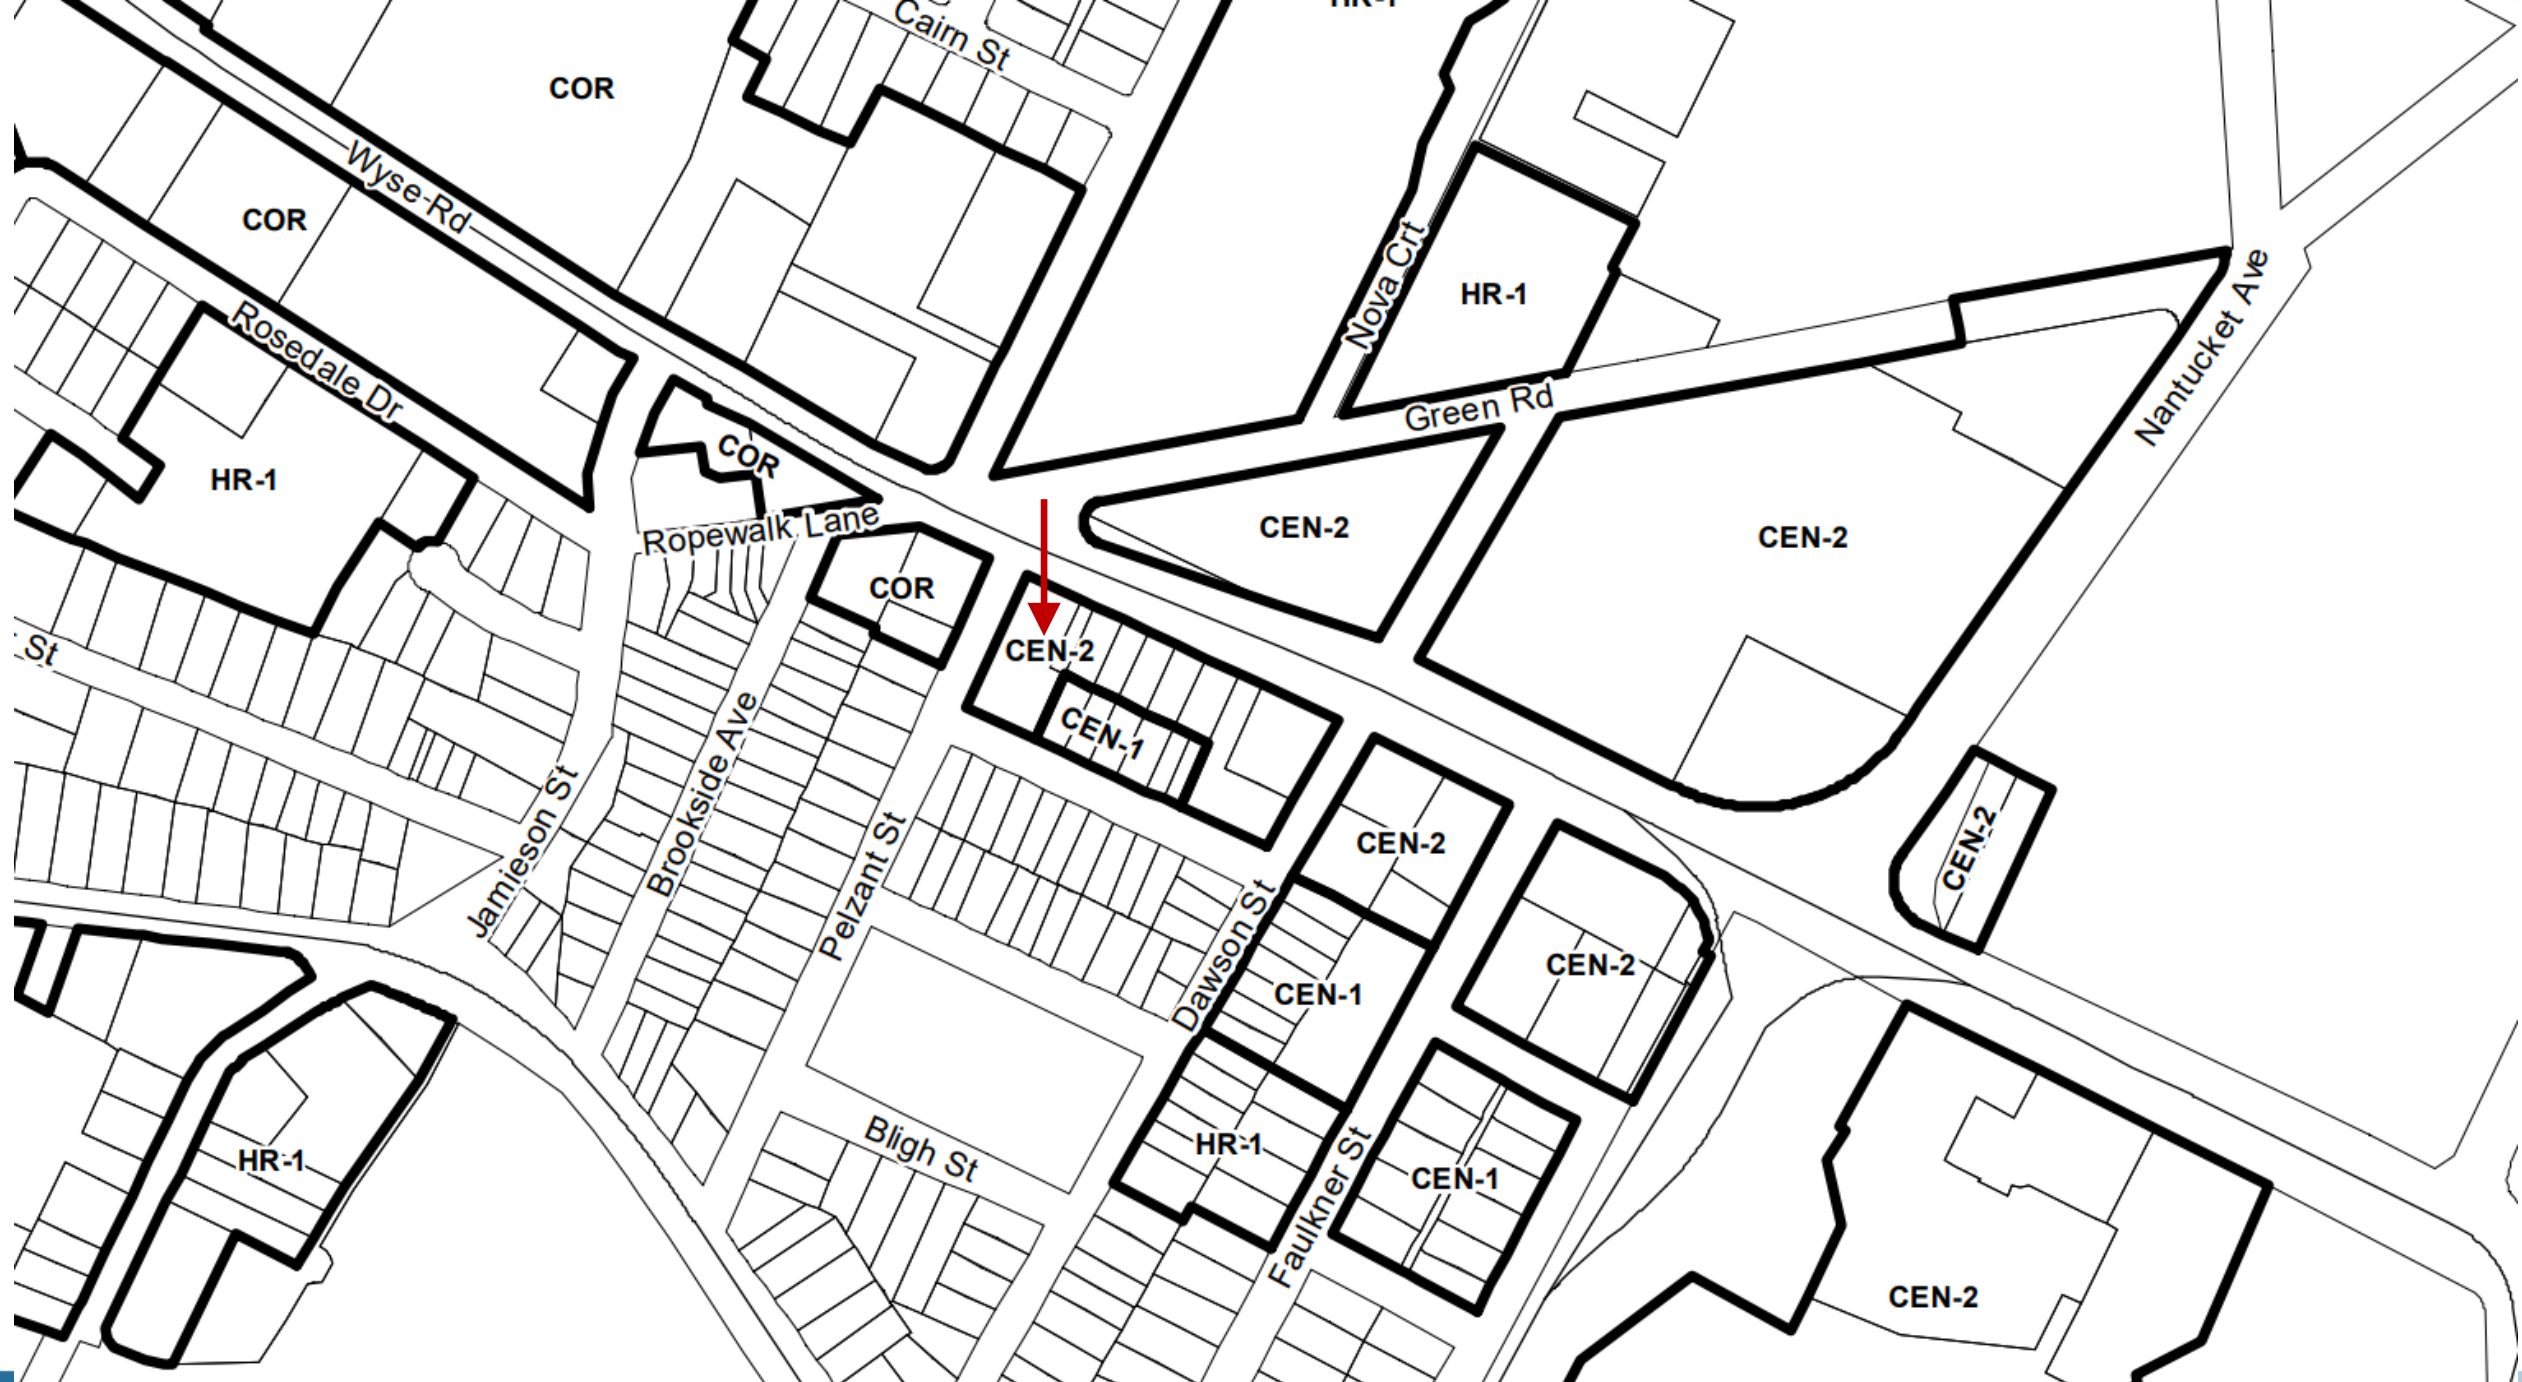 HR-1
Cairn St
COR
Wyse Rd
COR
Nova Crt
HR-1
Nantucket Ave
Rosedale Dr
Green Rd
COR
HR-1
Ropewalk Lane
CEN-2
CEN-2
COR
St
CEN-2
CEN-1
Brookside Ave
Jamieson St
Pelzant St
CEN-2
CEN-2
Dawson St
CEN-2
CEN-1
Bligh St
HR-1
HR-1
CEN-1
Faulkner St
CEN-2